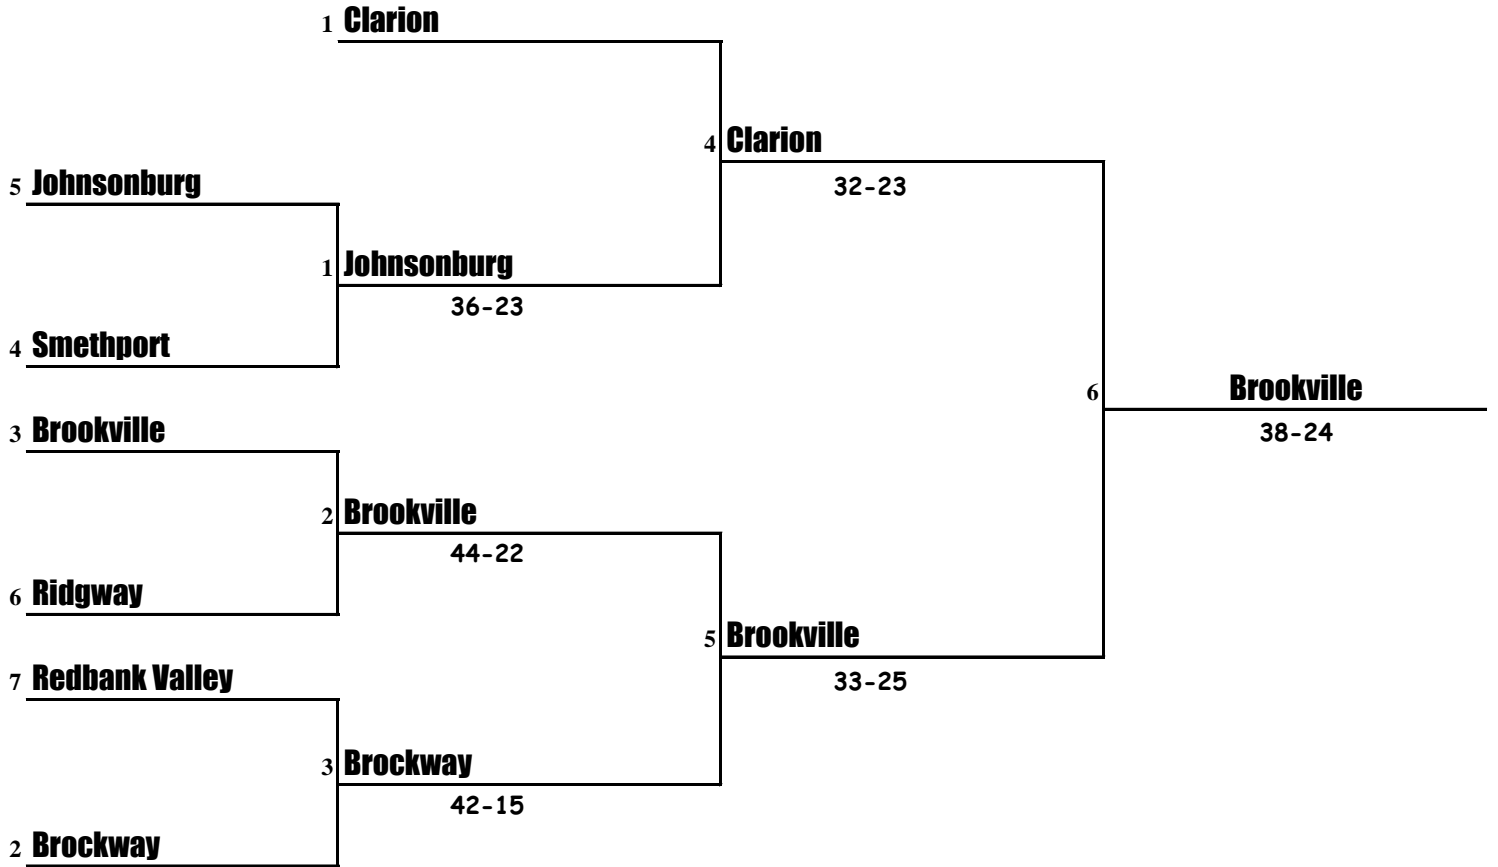 1 Clarion
4 Clarion
32-23
5 Johnsonburg
1 Johnsonburg
36-23
4 Smethport
6 Brookville
38-24
3 Brookville
2 Brookville
44-22
6 Ridgway
5 Brookville
33-25
7 Redbank Valley
3 Brockway
42-15
2 Brockway